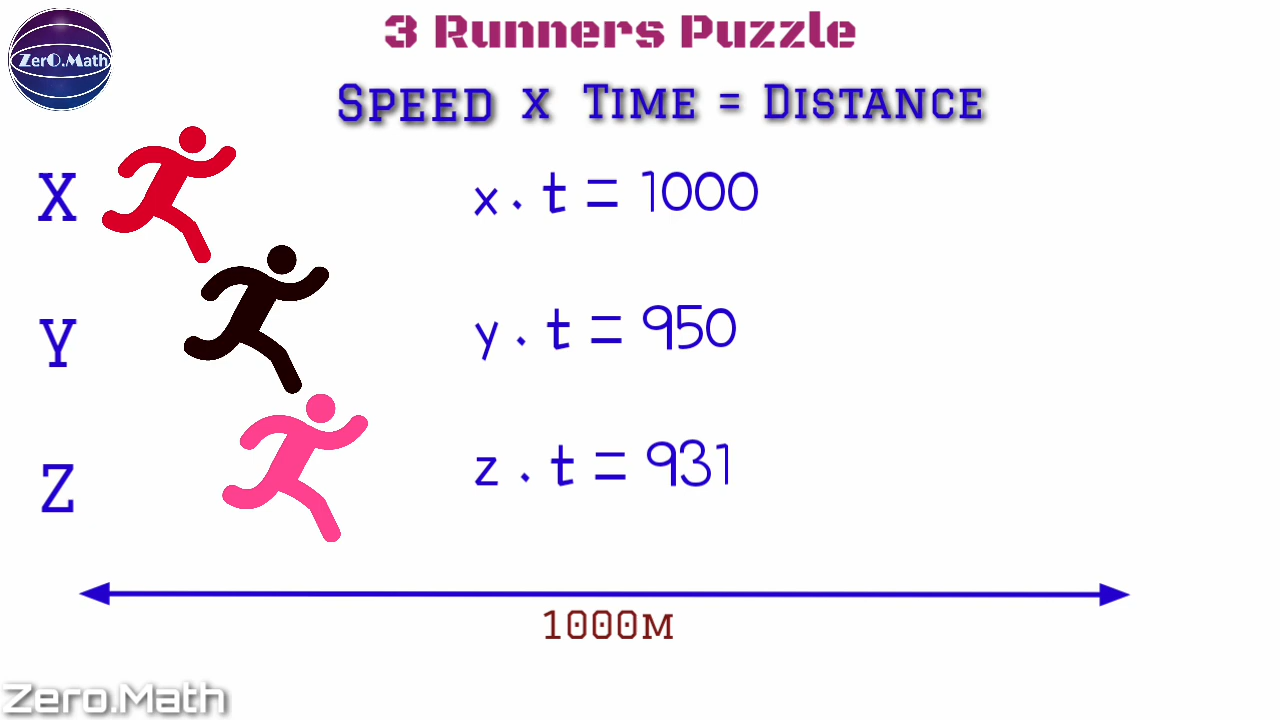 3 Runners Puzzle
ZerO.Math
Speed x Time = Distance
X
x . t = 1000
Y
y . t = 950
Z
z . t = 931
1000m
Zero.Math